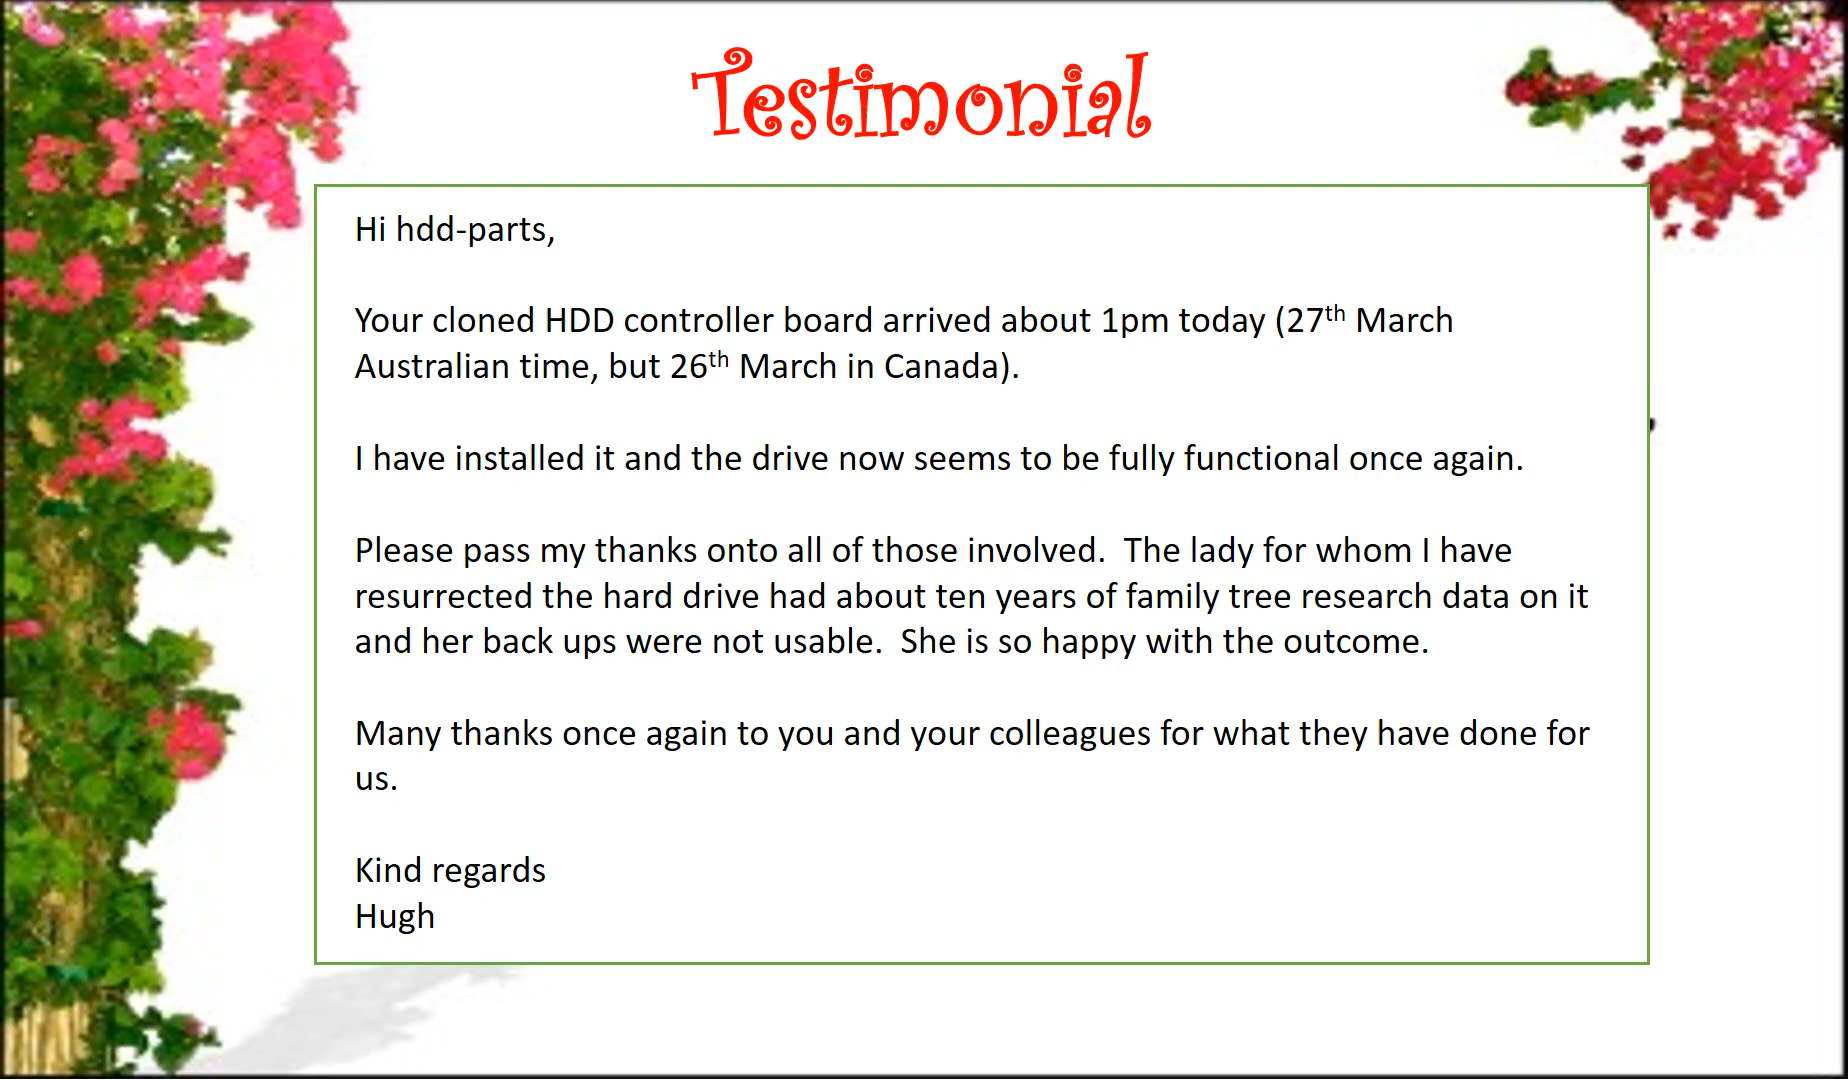 Testimonial
Hi hdd-parts,
Your cloned HDD controller board arrived about 1pm today (27th March
Australian time, but 26th March in Canada).
I have installed it and the drive now seems to be fully functional once again.
Please pass my thanks onto all of those involved.  The lady for whom I have
resurrected the hard drive had about ten years of family tree research data on it
and her back ups were not usable.  She is so happy with the outcome.
Many thanks once again to you and your colleagues for what they have done for
us.
Kind regards
Hugh